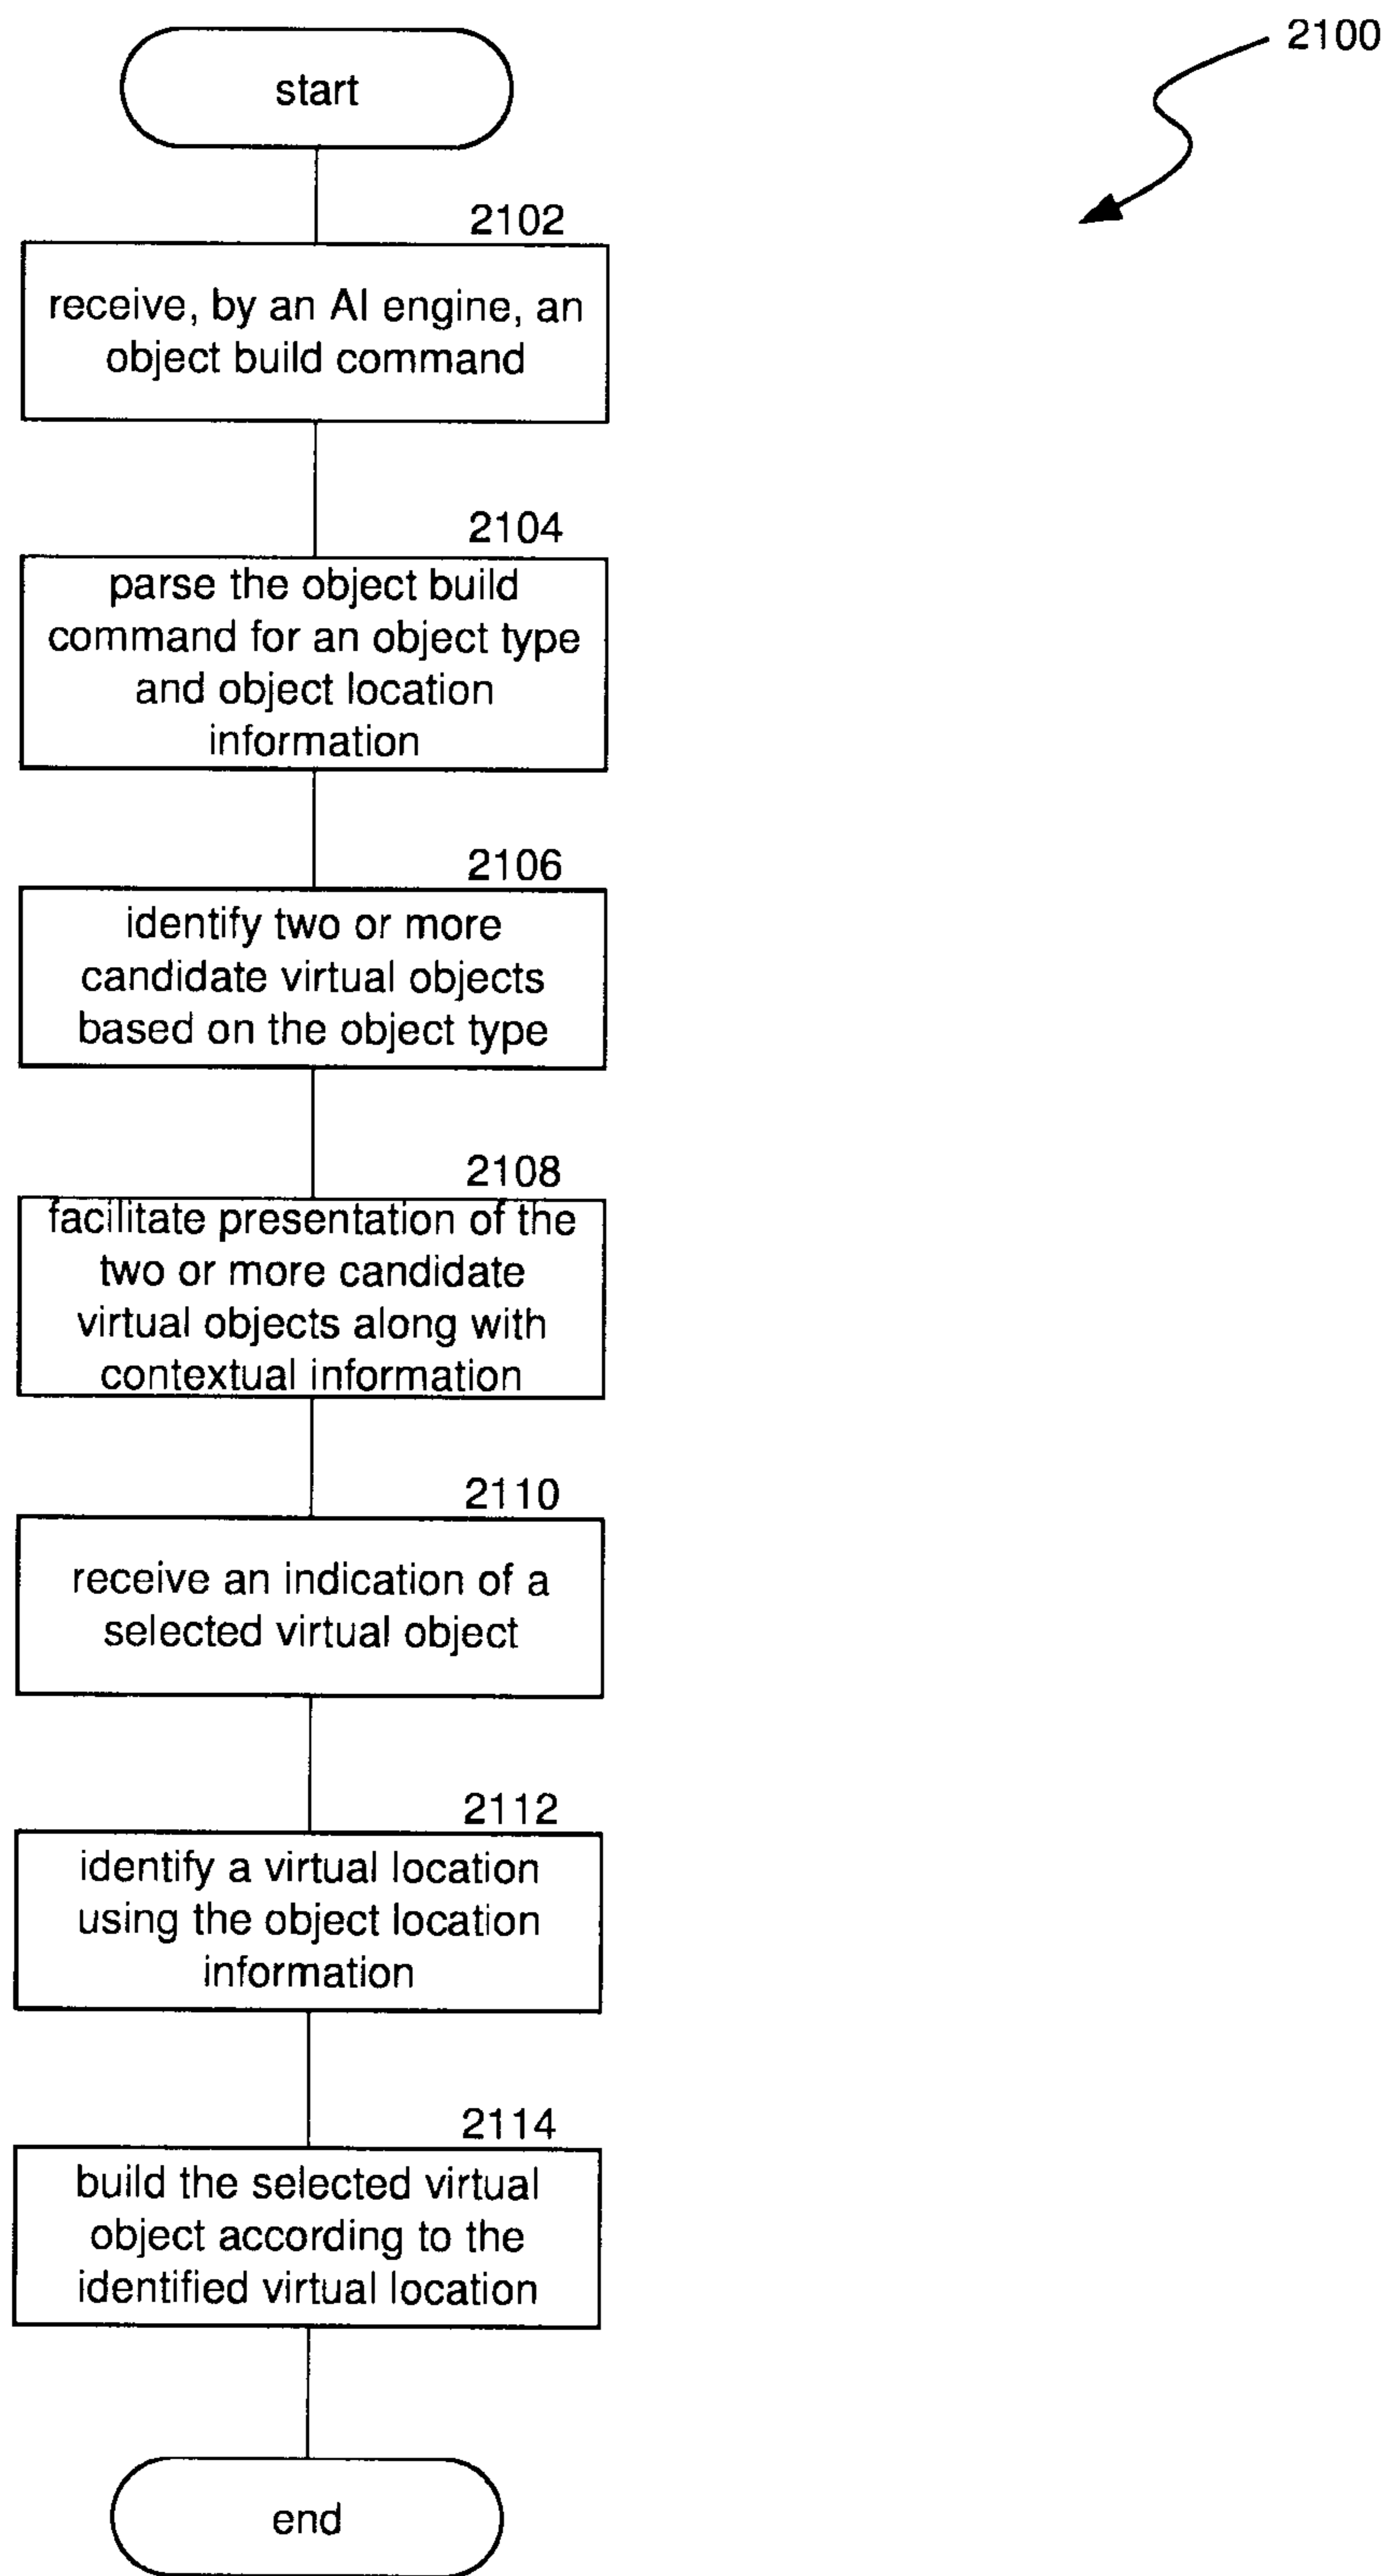 2100
start
2102
receive, by an AI engine, an
object build command
2104
parse the object build
command for an object type
and object location
information
2106
identify two or more
candidate virtual objects
based on the object type
2108
facilitate presentation of the
two or more candidate
virtual objects along with
contextual information
2110
receive an indication of a
selected virtual object
2112
identify a virtual location
using the object location
information
2114
build the selected virtual
object according to the
identified virtual location
end